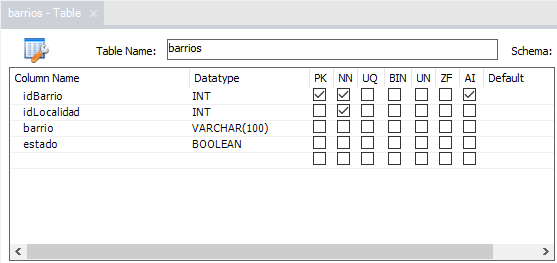 barrios - Table ×
Table Name: barrios Schema:
Column Name Datatype PK NN UQ BIN UN ZF AI Default
idBarrio INT
idLocalidad INT
barrio VARCHAR(100)
estado BOOLEAN